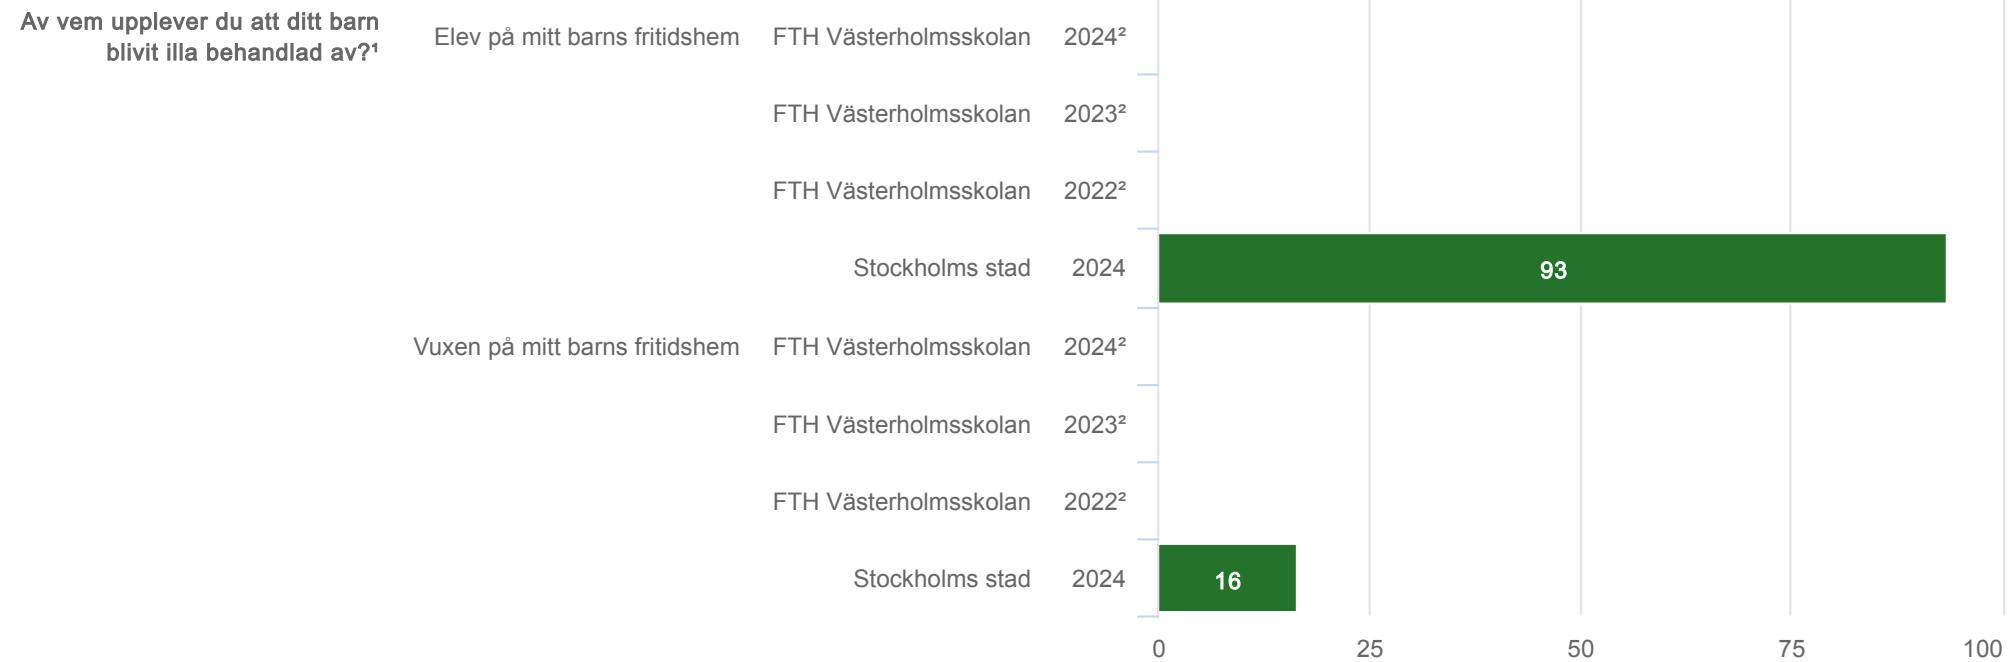 Av vem upplever du att ditt barn
blivit illa behandlad av?¹
Elev på mitt barns fritidshem FTH Västerholmsskolan 2024²
FTH Västerholmsskolan 2023²
FTH Västerholmsskolan 2022²
Stockholms stad 2024 93
Vuxen på mitt barns fritidshem FTH Västerholmsskolan 2024²
FTH Västerholmsskolan 2023²
FTH Västerholmsskolan 2022²
Stockholms stad 2024 16
0 25 50 75 100